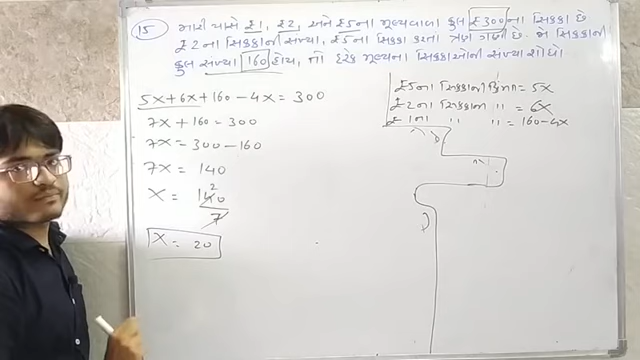 15 મારી પાસે ₹1, ₹2, અને ₹5ના મૂલ્યવાળા કુલ ₹300ના સિક્કા છે
₹2ના સિક્કાની સંખ્યા, ₹5ના સિક્કા કરતા ત્રણ ગણી છે. જો સિક્કાની
કુલ સંખ્યા 160 હોય, તો દરેક મૂલ્યના સિક્કાઓની સંખ્યા શોધો
5x+6x+160-4x = 300
7x+160 = 300
7x = 300-160
7x = 140
x = 140
2
7
x = 20
₹5ના સિક્કાની કિંમત = 5x
₹2ના સિક્કાના " = 6x
₹1ના " " = 160-4x